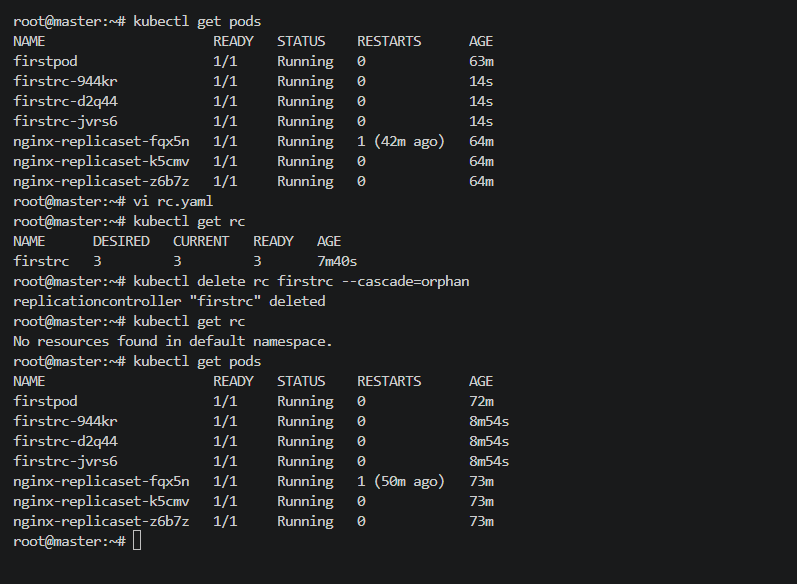 root@master:~# kubectl get pods
NAME                     READY   STATUS    RESTARTS      AGE
firstpod                 1/1     Running   0             63m
firstrc-944kr            1/1     Running   0             14s
firstrc-d2q44            1/1     Running   0             14s
firstrc-jvrs6            1/1     Running   0             14s
nginx-replicaset-fqx5n   1/1     Running   1 (42m ago)   64m
nginx-replicaset-k5cmv   1/1     Running   0             64m
nginx-replicaset-z6b7z   1/1     Running   0             64m
root@master:~# vi rc.yaml
root@master:~# kubectl get rc
NAME      DESIRED   CURRENT   READY   AGE
firstrc   3         3         3       7m40s
root@master:~# kubectl delete rc firstrc --cascade=orphan
replicationcontroller "firstrc" deleted
root@master:~# kubectl get rc
No resources found in default namespace.
root@master:~# kubectl get pods
NAME                     READY   STATUS    RESTARTS      AGE
firstpod                 1/1     Running   0             72m
firstrc-944kr            1/1     Running   0             8m54s
firstrc-d2q44            1/1     Running   0             8m54s
firstrc-jvrs6            1/1     Running   0             8m54s
nginx-replicaset-fqx5n   1/1     Running   1 (50m ago)   73m
nginx-replicaset-k5cmv   1/1     Running   0             73m
nginx-replicaset-z6b7z   1/1     Running   0             73m
root@master:~#